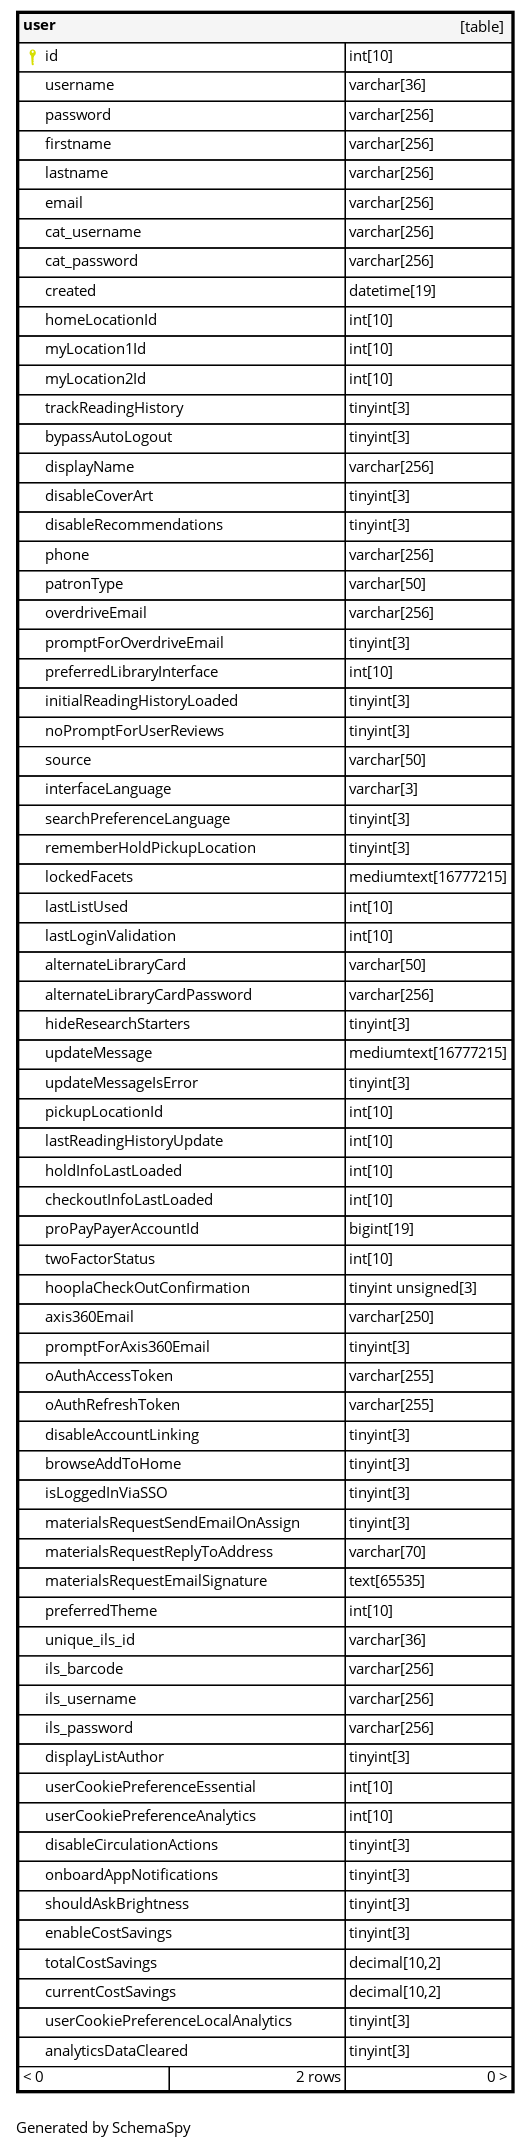 user [table]
id int[10]
username varchar[36]
password varchar[256]
firstname varchar[256]
lastname varchar[256]
email varchar[256]
cat_username varchar[256]
cat_password varchar[256]
created datetime[19]
homeLocationId int[10]
myLocation1Id int[10]
myLocation2Id int[10]
trackReadingHistory tinyint[3]
bypassAutoLogout tinyint[3]
displayName varchar[256]
disableCoverArt tinyint[3]
disableRecommendations tinyint[3]
phone varchar[256]
patronType varchar[50]
overdriveEmail varchar[256]
promptForOverdriveEmail tinyint[3]
preferredLibraryInterface int[10]
initialReadingHistoryLoaded tinyint[3]
noPromptForUserReviews tinyint[3]
source varchar[50]
interfaceLanguage varchar[3]
searchPreferenceLanguage tinyint[3]
rememberHoldPickupLocation tinyint[3]
lockedFacets mediumtext[16777215]
lastListUsed int[10]
lastLoginValidation int[10]
alternateLibraryCard varchar[50]
alternateLibraryCardPassword varchar[256]
hideResearchStarters tinyint[3]
updateMessage mediumtext[16777215]
updateMessageIsError tinyint[3]
pickupLocationId int[10]
lastReadingHistoryUpdate int[10]
holdInfoLastLoaded int[10]
checkoutInfoLastLoaded int[10]
proPayPayerAccountId bigint[19]
twoFactorStatus int[10]
hooplaCheckOutConfirmation tinyint unsigned[3]
axis360Email varchar[250]
promptForAxis360Email tinyint[3]
oAuthAccessToken varchar[255]
oAuthRefreshToken varchar[255]
disableAccountLinking tinyint[3]
browseAddToHome tinyint[3]
isLoggedInViaSSO tinyint[3]
materialsRequestSendEmailOnAssign tinyint[3]
materialsRequestReplyToAddress varchar[70]
materialsRequestEmailSignature text[65535]
preferredTheme int[10]
unique_ils_id varchar[36]
ils_barcode varchar[256]
ils_username varchar[256]
ils_password varchar[256]
displayListAuthor tinyint[3]
userCookiePreferenceEssential int[10]
userCookiePreferenceAnalytics int[10]
disableCirculationActions tinyint[3]
onboardAppNotifications tinyint[3]
shouldAskBrightness tinyint[3]
enableCostSavings tinyint[3]
totalCostSavings decimal[10,2]
currentCostSavings decimal[10,2]
userCookiePreferenceLocalAnalytics tinyint[3]
analyticsDataCleared tinyint[3]
< 0 2 rows 0 >
Generated by SchemaSpy